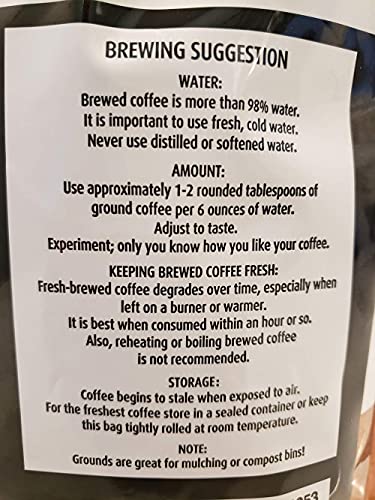 BREWING SUGGESTION
WATER:
Brewed coffee is more than 98% water.
It is important to use fresh, cold water.
Never use distilled or softened water.
AMOUNT:
Use approximately 1-2 rounded tablespoons of
ground coffee per 6 ounces of water.
Adjust to taste.
Experiment; only you know how you like your coffee.
KEEPING BREWED COFFEE FRESH:
Fresh-brewed coffee degrades over time, especially when
left on a burner or warmer.
It is best when consumed within an hour or so.
Also, reheating or boiling brewed coffee
is not recommended.
STORAGE:
Coffee begins to stale when exposed to air.
For the freshest coffee store in a sealed container or keep
this bag tightly rolled at room temperature.
NOTE:
Grounds are great for mulching or compost bins!